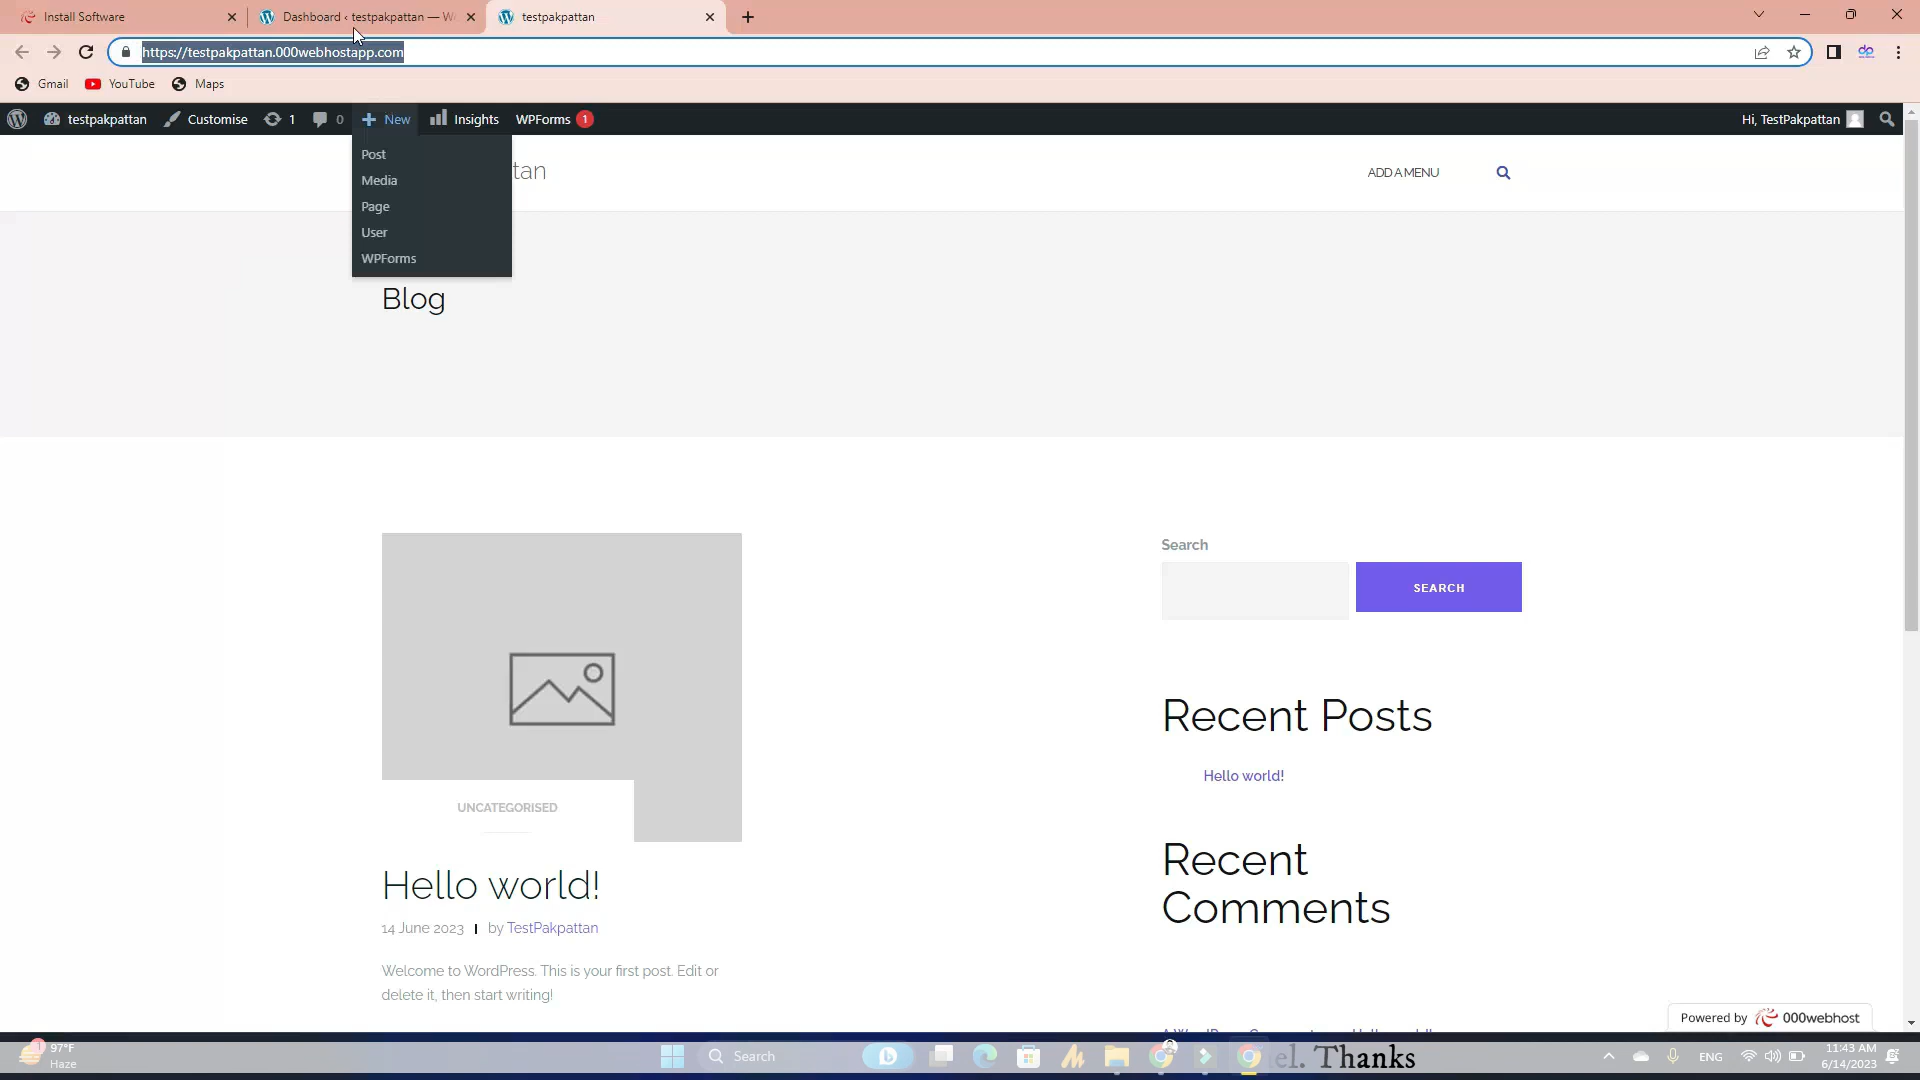 Install Software
Dashboard ‹ testpakpattan — W
testpakpattan
https://testpakpattan.000webhostapp.com
Gmail
YouTube
Maps
testpakpattan
Customise
1
0
New
Insights
WPForms
1
Hi, TestPakpattan
Post
Media
Page
User
WPForms
tan
ADD A MENU
Blog
Search
SEARCH
Recent Posts
Hello world!
Recent
Comments
UNCATEGORISED
Hello world!
14 June 2023 by TestPakpattan
Welcome to WordPress. This is your first post. Edit or
delete it, then start writing!
Powered by 000webhost
97°F
Haze
Search
el. Thanks
ENG
11:43 AM
6/14/2023